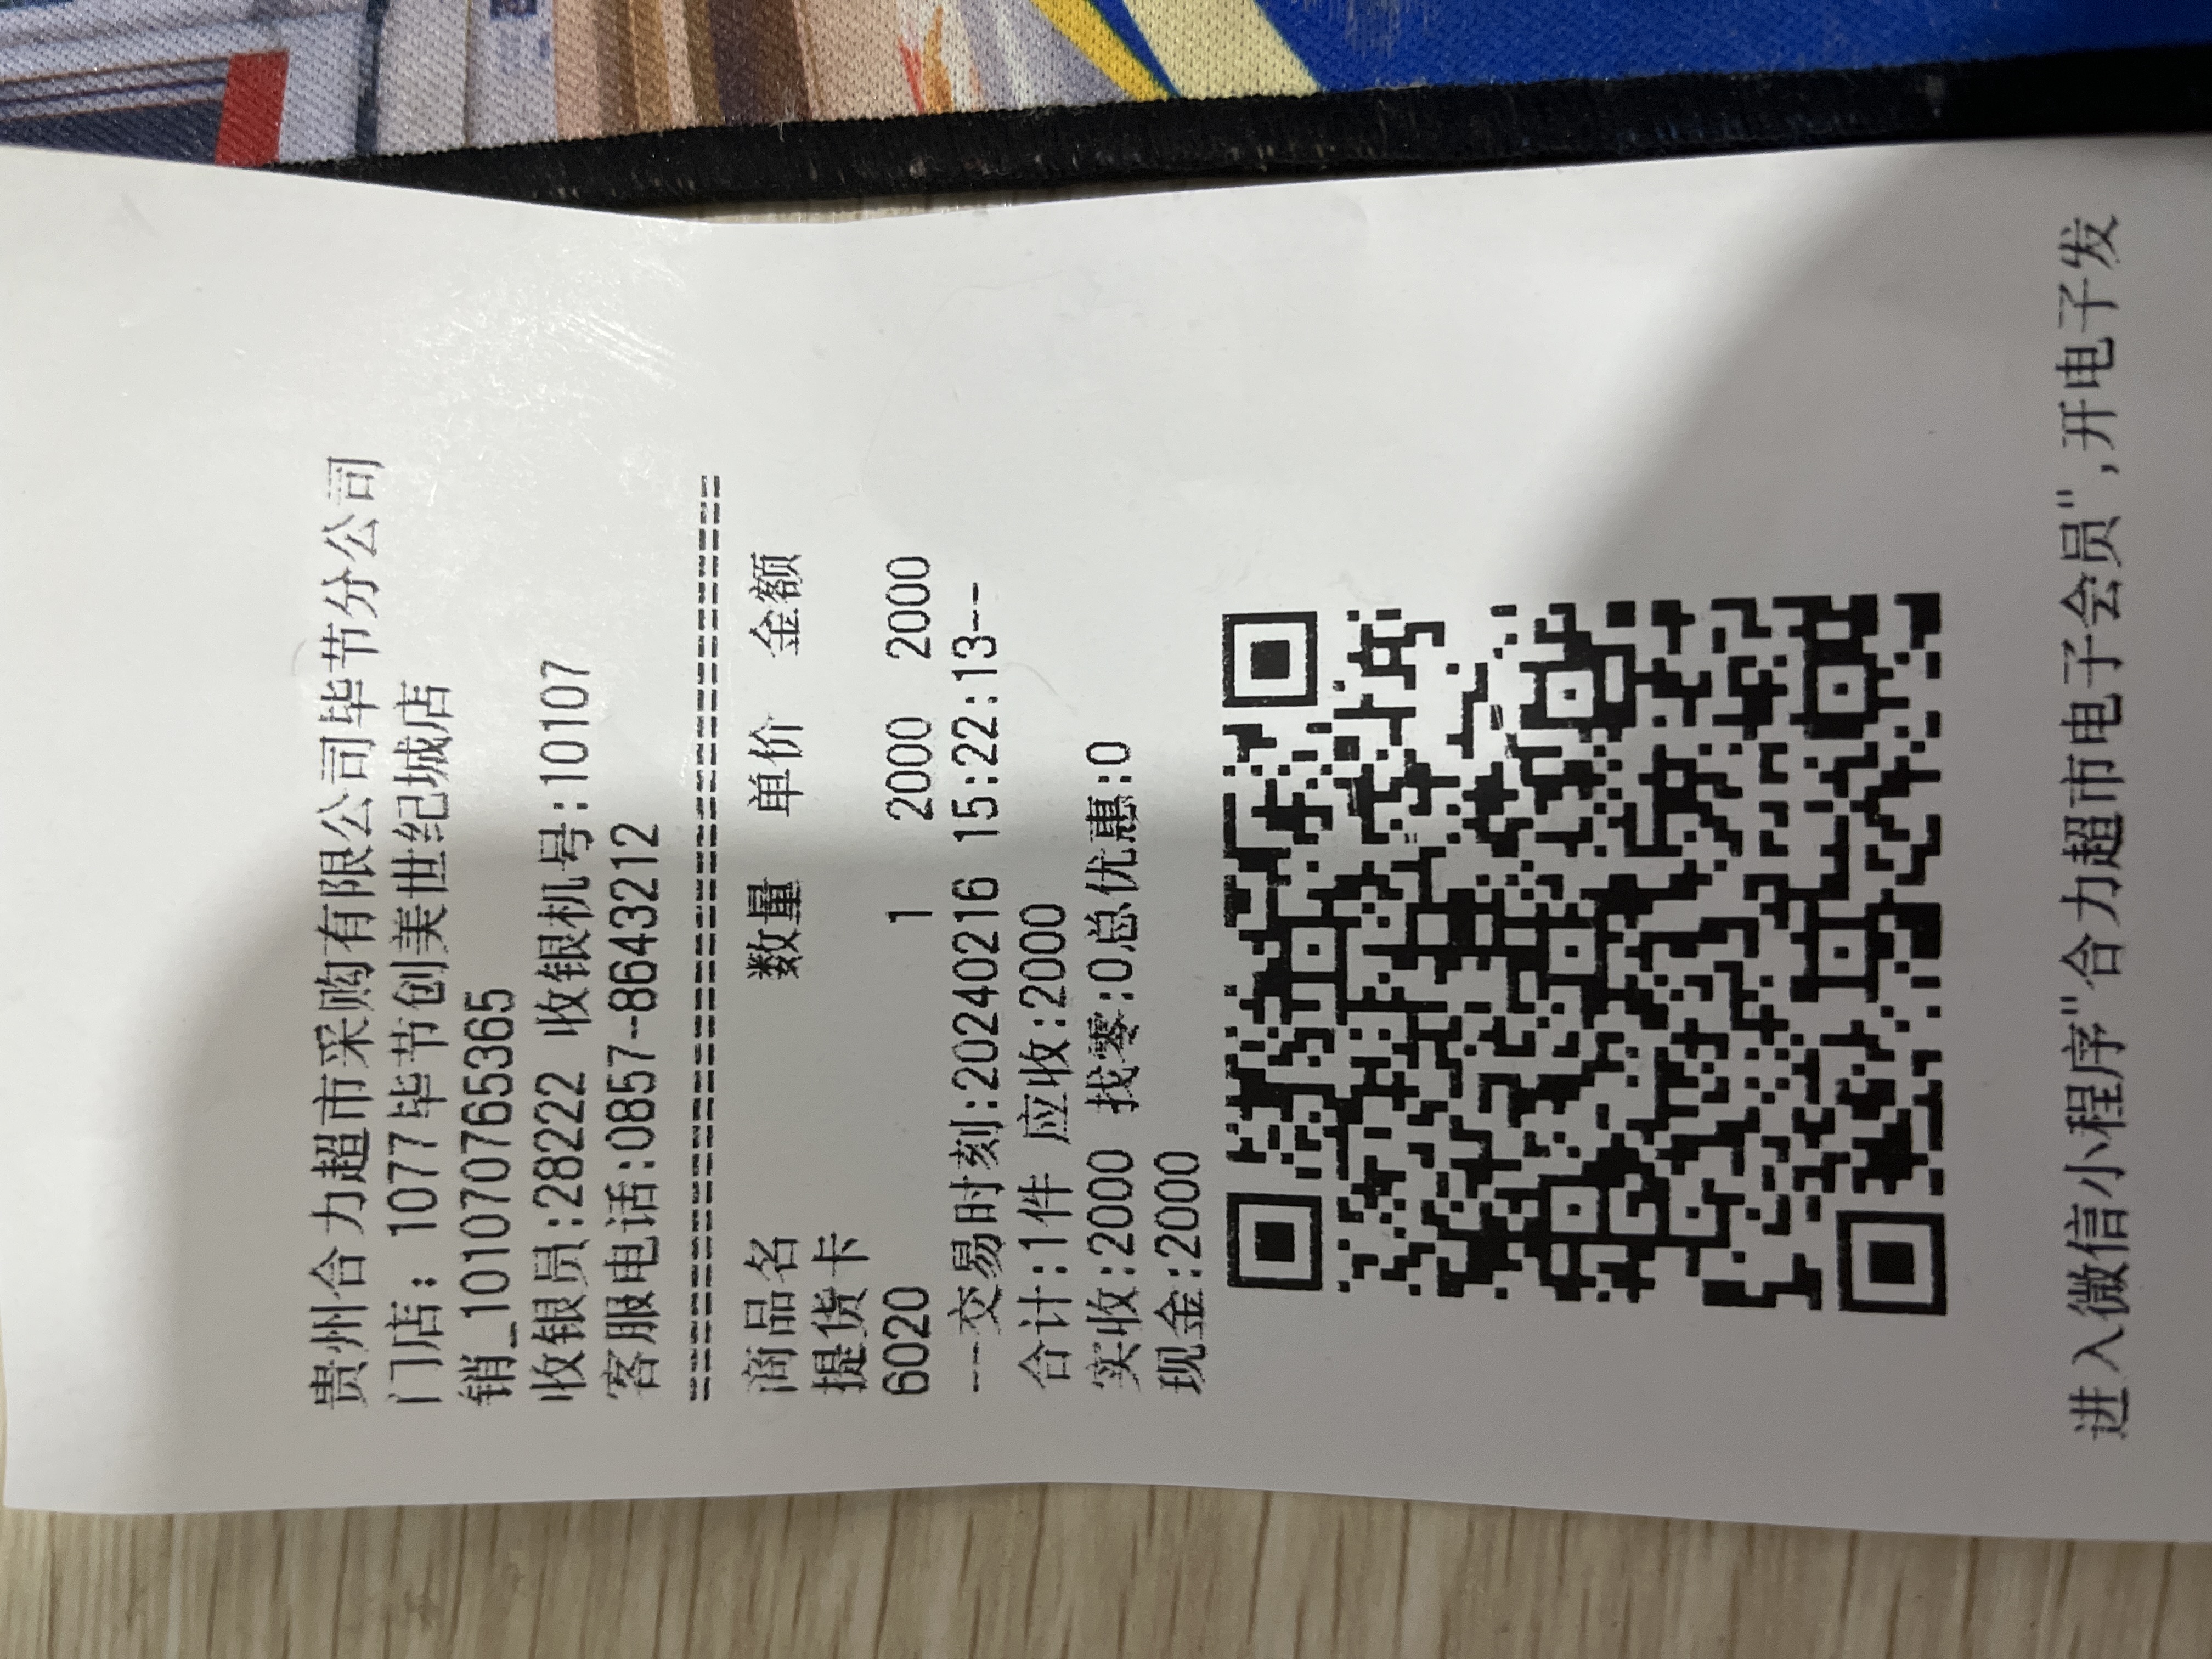 贵州合力超市采购有限公司毕节分公司
门店: 1077毕节创美世纪城店
销_1010707765365
收银员:28222 收银机号:10107
客服电话:0857--8643212
商品名 数量 单价 金额
提货卡
6020 1 2000 2000
---交易时刻:20240216 15:22:13--
合计:1件 应收:2000
实收:2000 找零:0总优惠:0
现金:2000
进入微信小程序"合力超市电子会员",开电子发